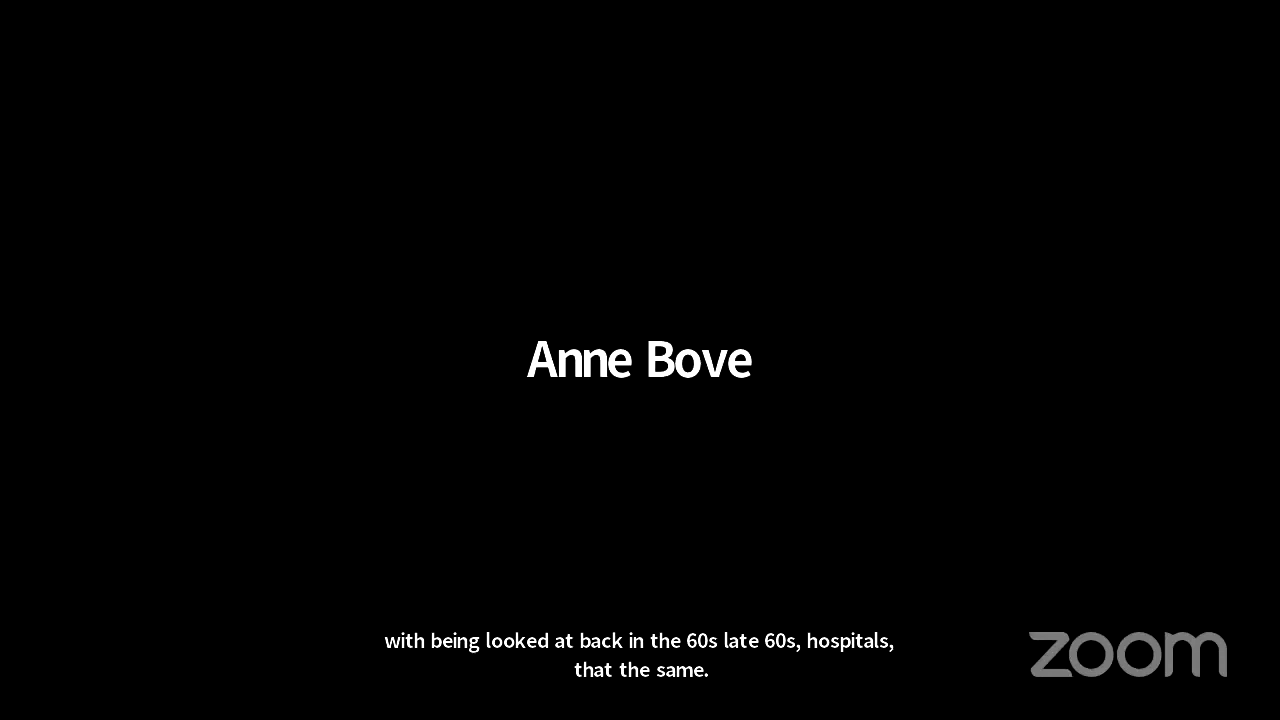 Anne Bove
with being looked at back in the 60s late 60s, hospitals,
that the same.
zoom